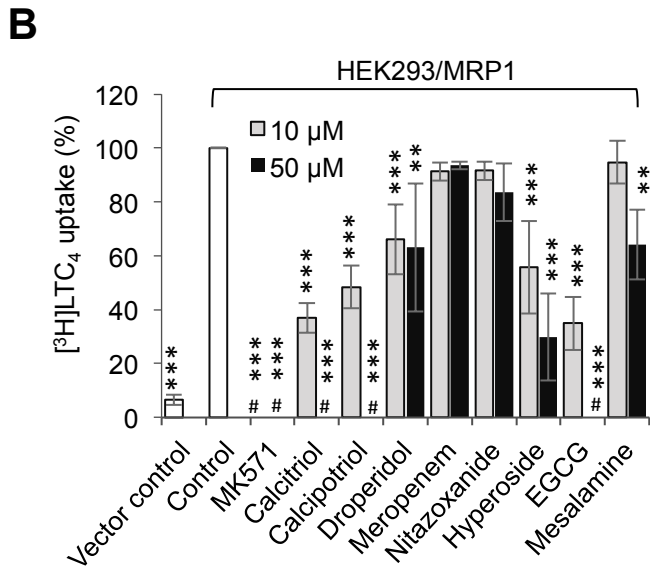 B
HEK293/MRP1
[³H]LTC₄ uptake (%)
120
100
80
60
40
20
0
10 µM
50 µM
***
***
#
***
#
***
***
#
***
***
#
***
**
***
***
***
***
#
**
Vector control
Control
MK571
Calcitriol
Calcipotriol
Droperidol
Meropenem
Nitazoxanide
Hyperoside
EGCG
Mesalamine